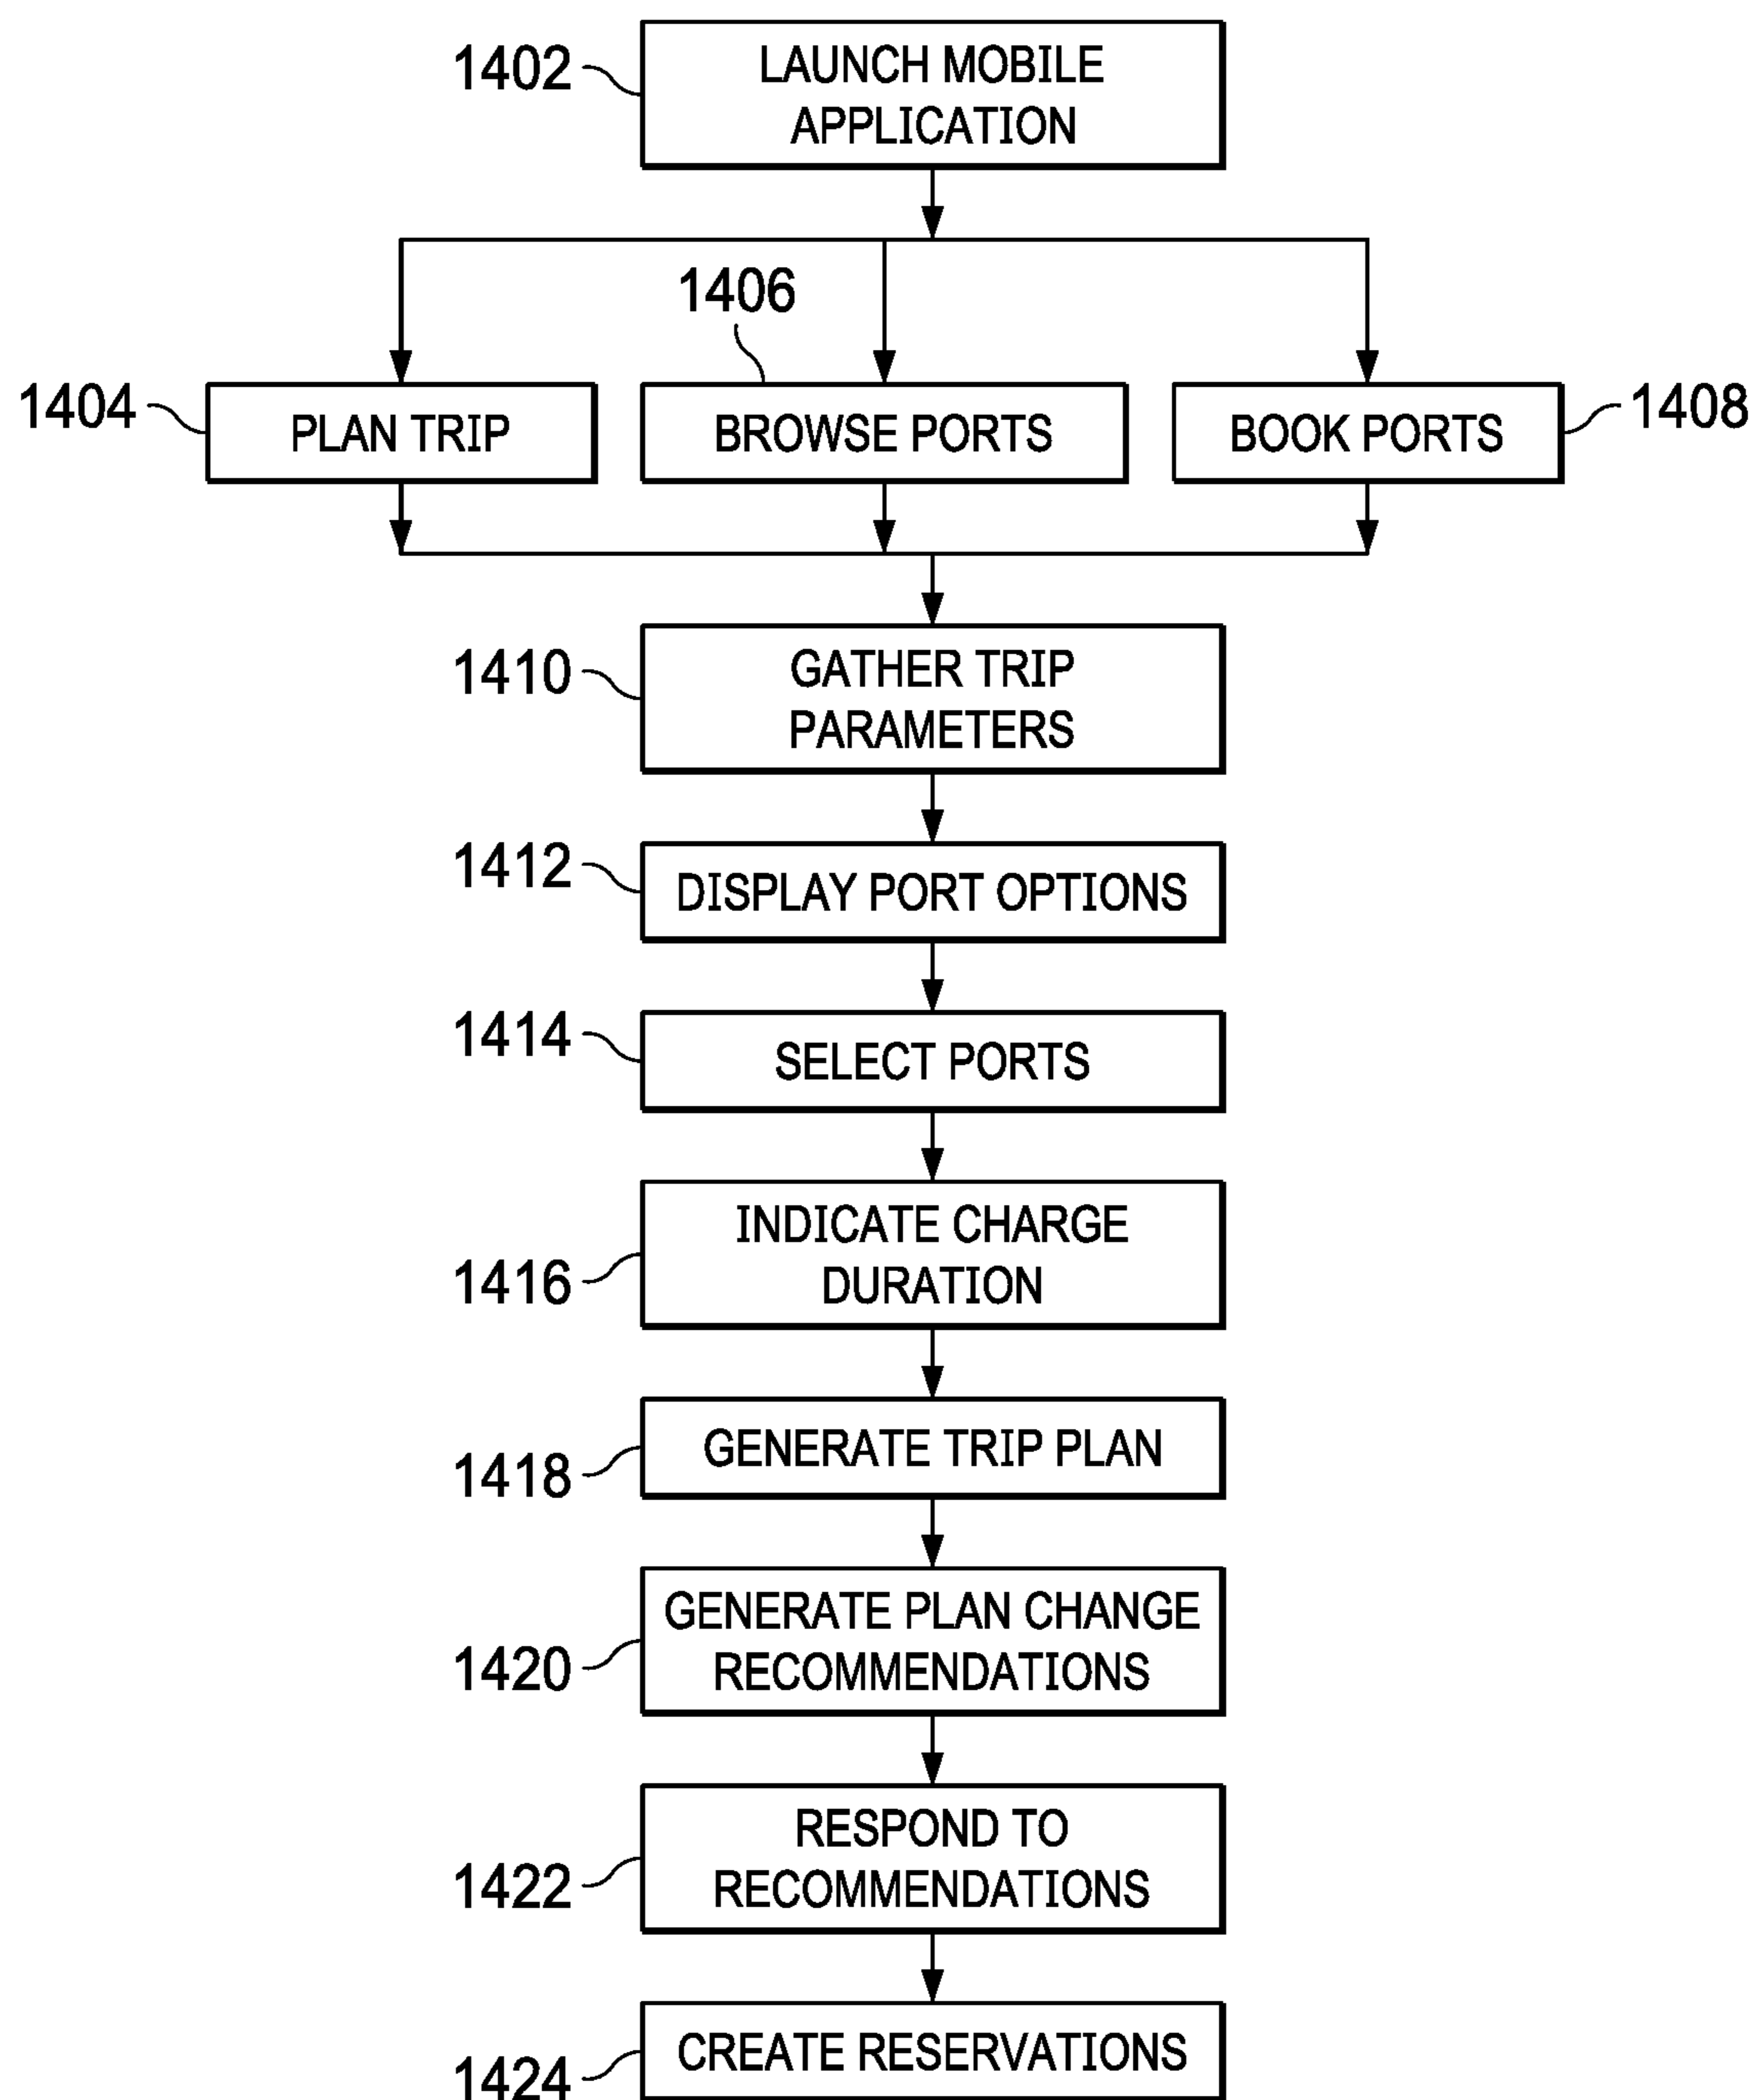 1402
LAUNCH MOBILE
APPLICATION
1406
1404
PLAN TRIP
BROWSE PORTS
BOOK PORTS
1408
1410
GATHER TRIP
PARAMETERS
1412
DISPLAY PORT OPTIONS
1414
SELECT PORTS
1416
INDICATE CHARGE
DURATION
1418
GENERATE TRIP PLAN
1420
GENERATE PLAN CHANGE
RECOMMENDATIONS
1422
RESPOND TO
RECOMMENDATIONS
1424
CREATE RESERVATIONS